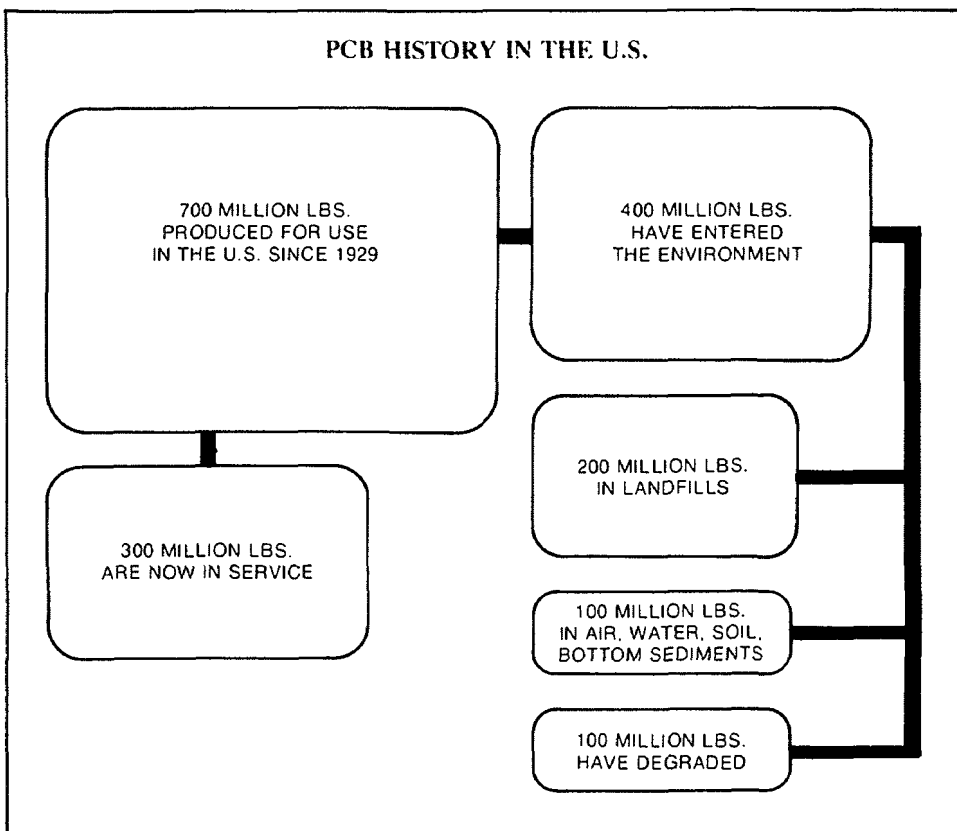 PCB HISTORY IN THE U.S.
700 MILLION LBS.
PRODUCED FOR USE
IN THE U.S. SINCE 1929
400 MILLION LBS.
HAVE ENTERED
THE ENVIRONMENT
200 MILLION LBS.
IN LANDFILLS
300 MILLION LBS.
ARE NOW IN SERVICE
100 MILLION LBS.
IN AIR, WATER, SOIL,
BOTTOM SEDIMENTS
100 MILLION LBS.
HAVE DEGRADED